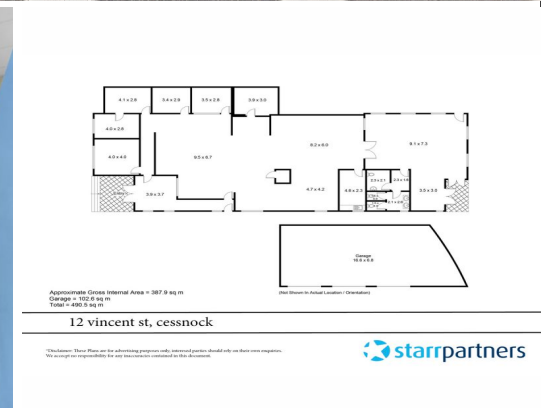 4.1 x 2.8
3.4 x 2.8
3.5 x 2.8
3.9 x 3.0
4.0 x 2.8
9.2 x 6.0
9.1 x 7.3
9.5 x 6.7
4.0 x 4.0
3.9 x 3.7
4.7 x 4.2
4.6 x 2.3
3.5 x 3.0
Garage
16.6 x 6.8
Approximate Gross Internal Area = 387.9 sq m
Garage = 102.6 sq m
Total = 490.5 sq m
(Not Shown In Actual Location / Orientation)
12 vincent st, cessnock
*Disclaimer: These Plans are for advertising purposes only, interested parties should rely on their own enquiries.
We accept no responsibility for any inaccuracies contained in this document.
starrpartners